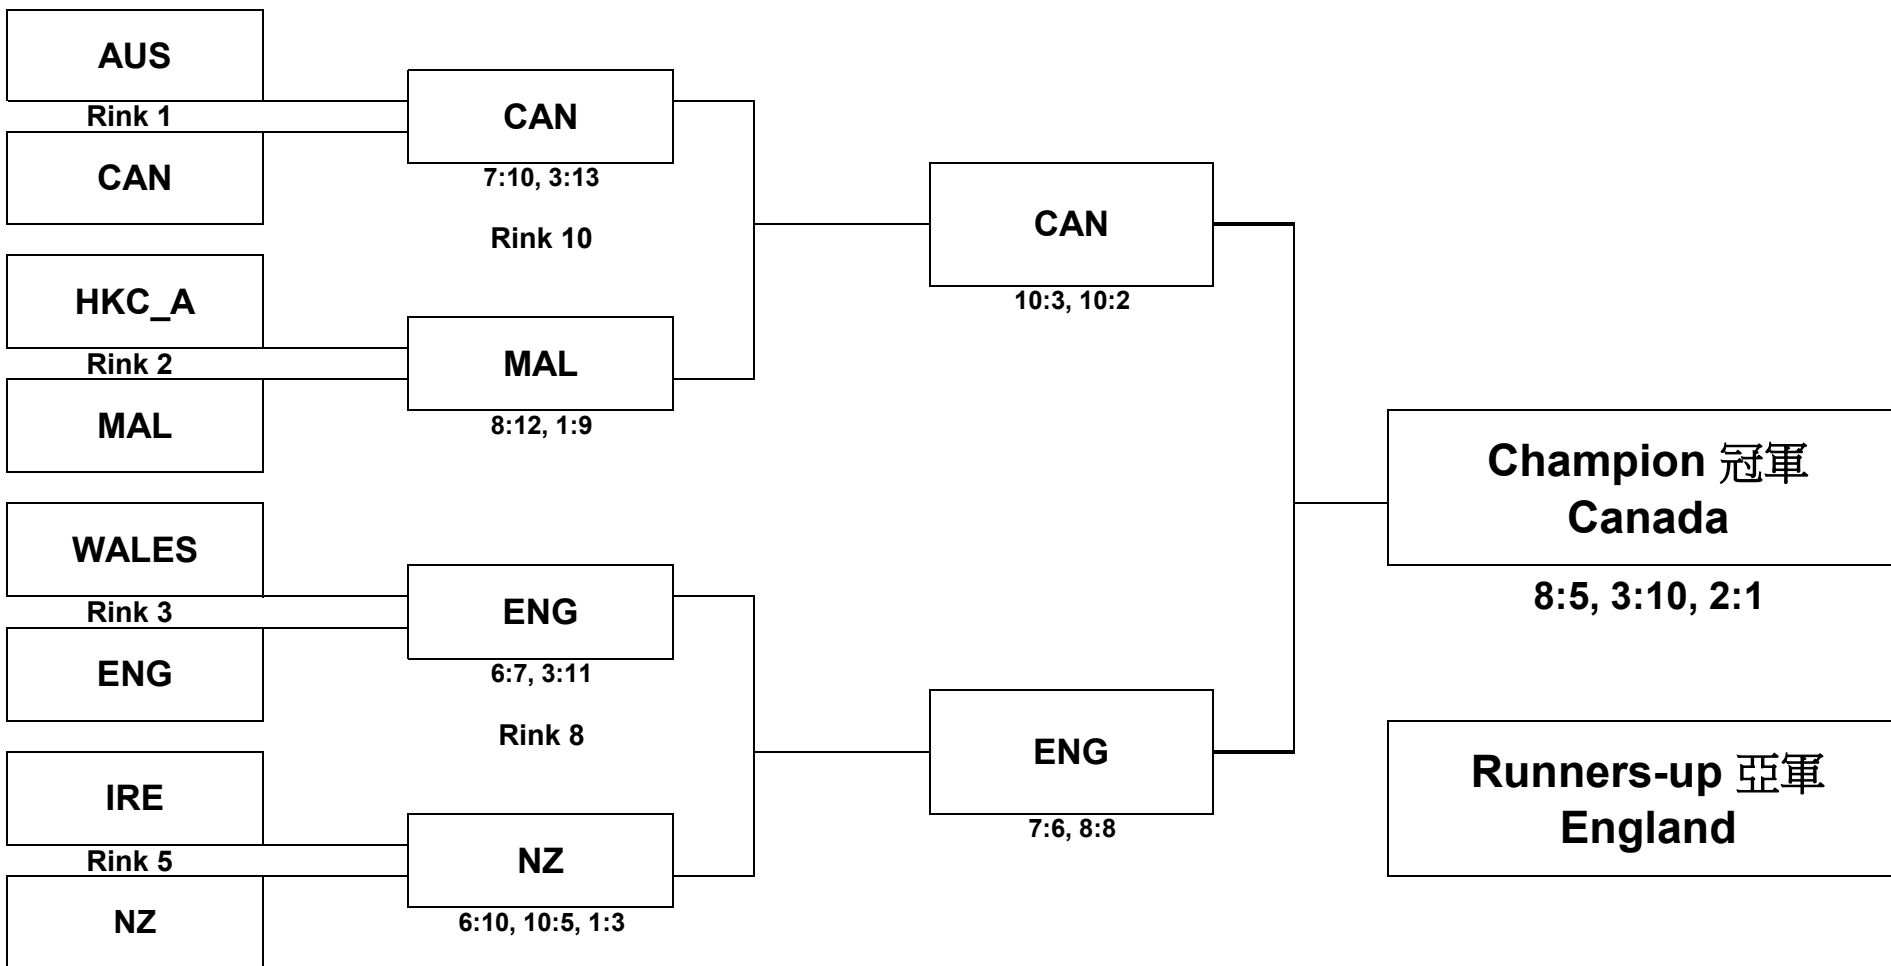 AUS
Rink 1
CAN
HKC_A
Rink 2
MAL
WALES
Rink 3
ENG
IRE
Rink 5
NZ
CAN
7:10, 3:13
Rink 10
MAL
8:12, 1:9
ENG
6:7, 3:11
Rink 8
NZ
6:10, 10:5, 1:3
CAN
10:3, 10:2
ENG
7:6, 8:8
Champion 冠軍
Canada
8:5, 3:10, 2:1
Runners-up 亞軍
England